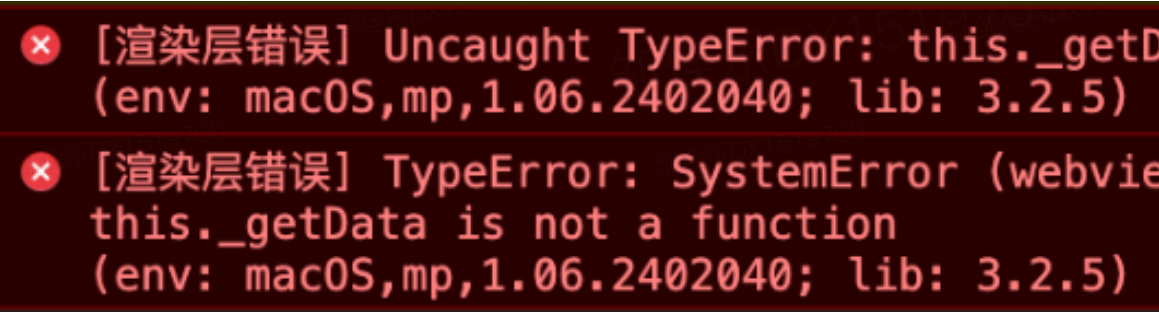 [渲染层错误] Uncaught TypeError: this._getD
(env: macOS,mp,1.06.2402040; lib: 3.2.5)
[渲染层错误] TypeError: SystemError (webvie
this._getData is not a function
(env: macOS,mp,1.06.2402040; lib: 3.2.5)